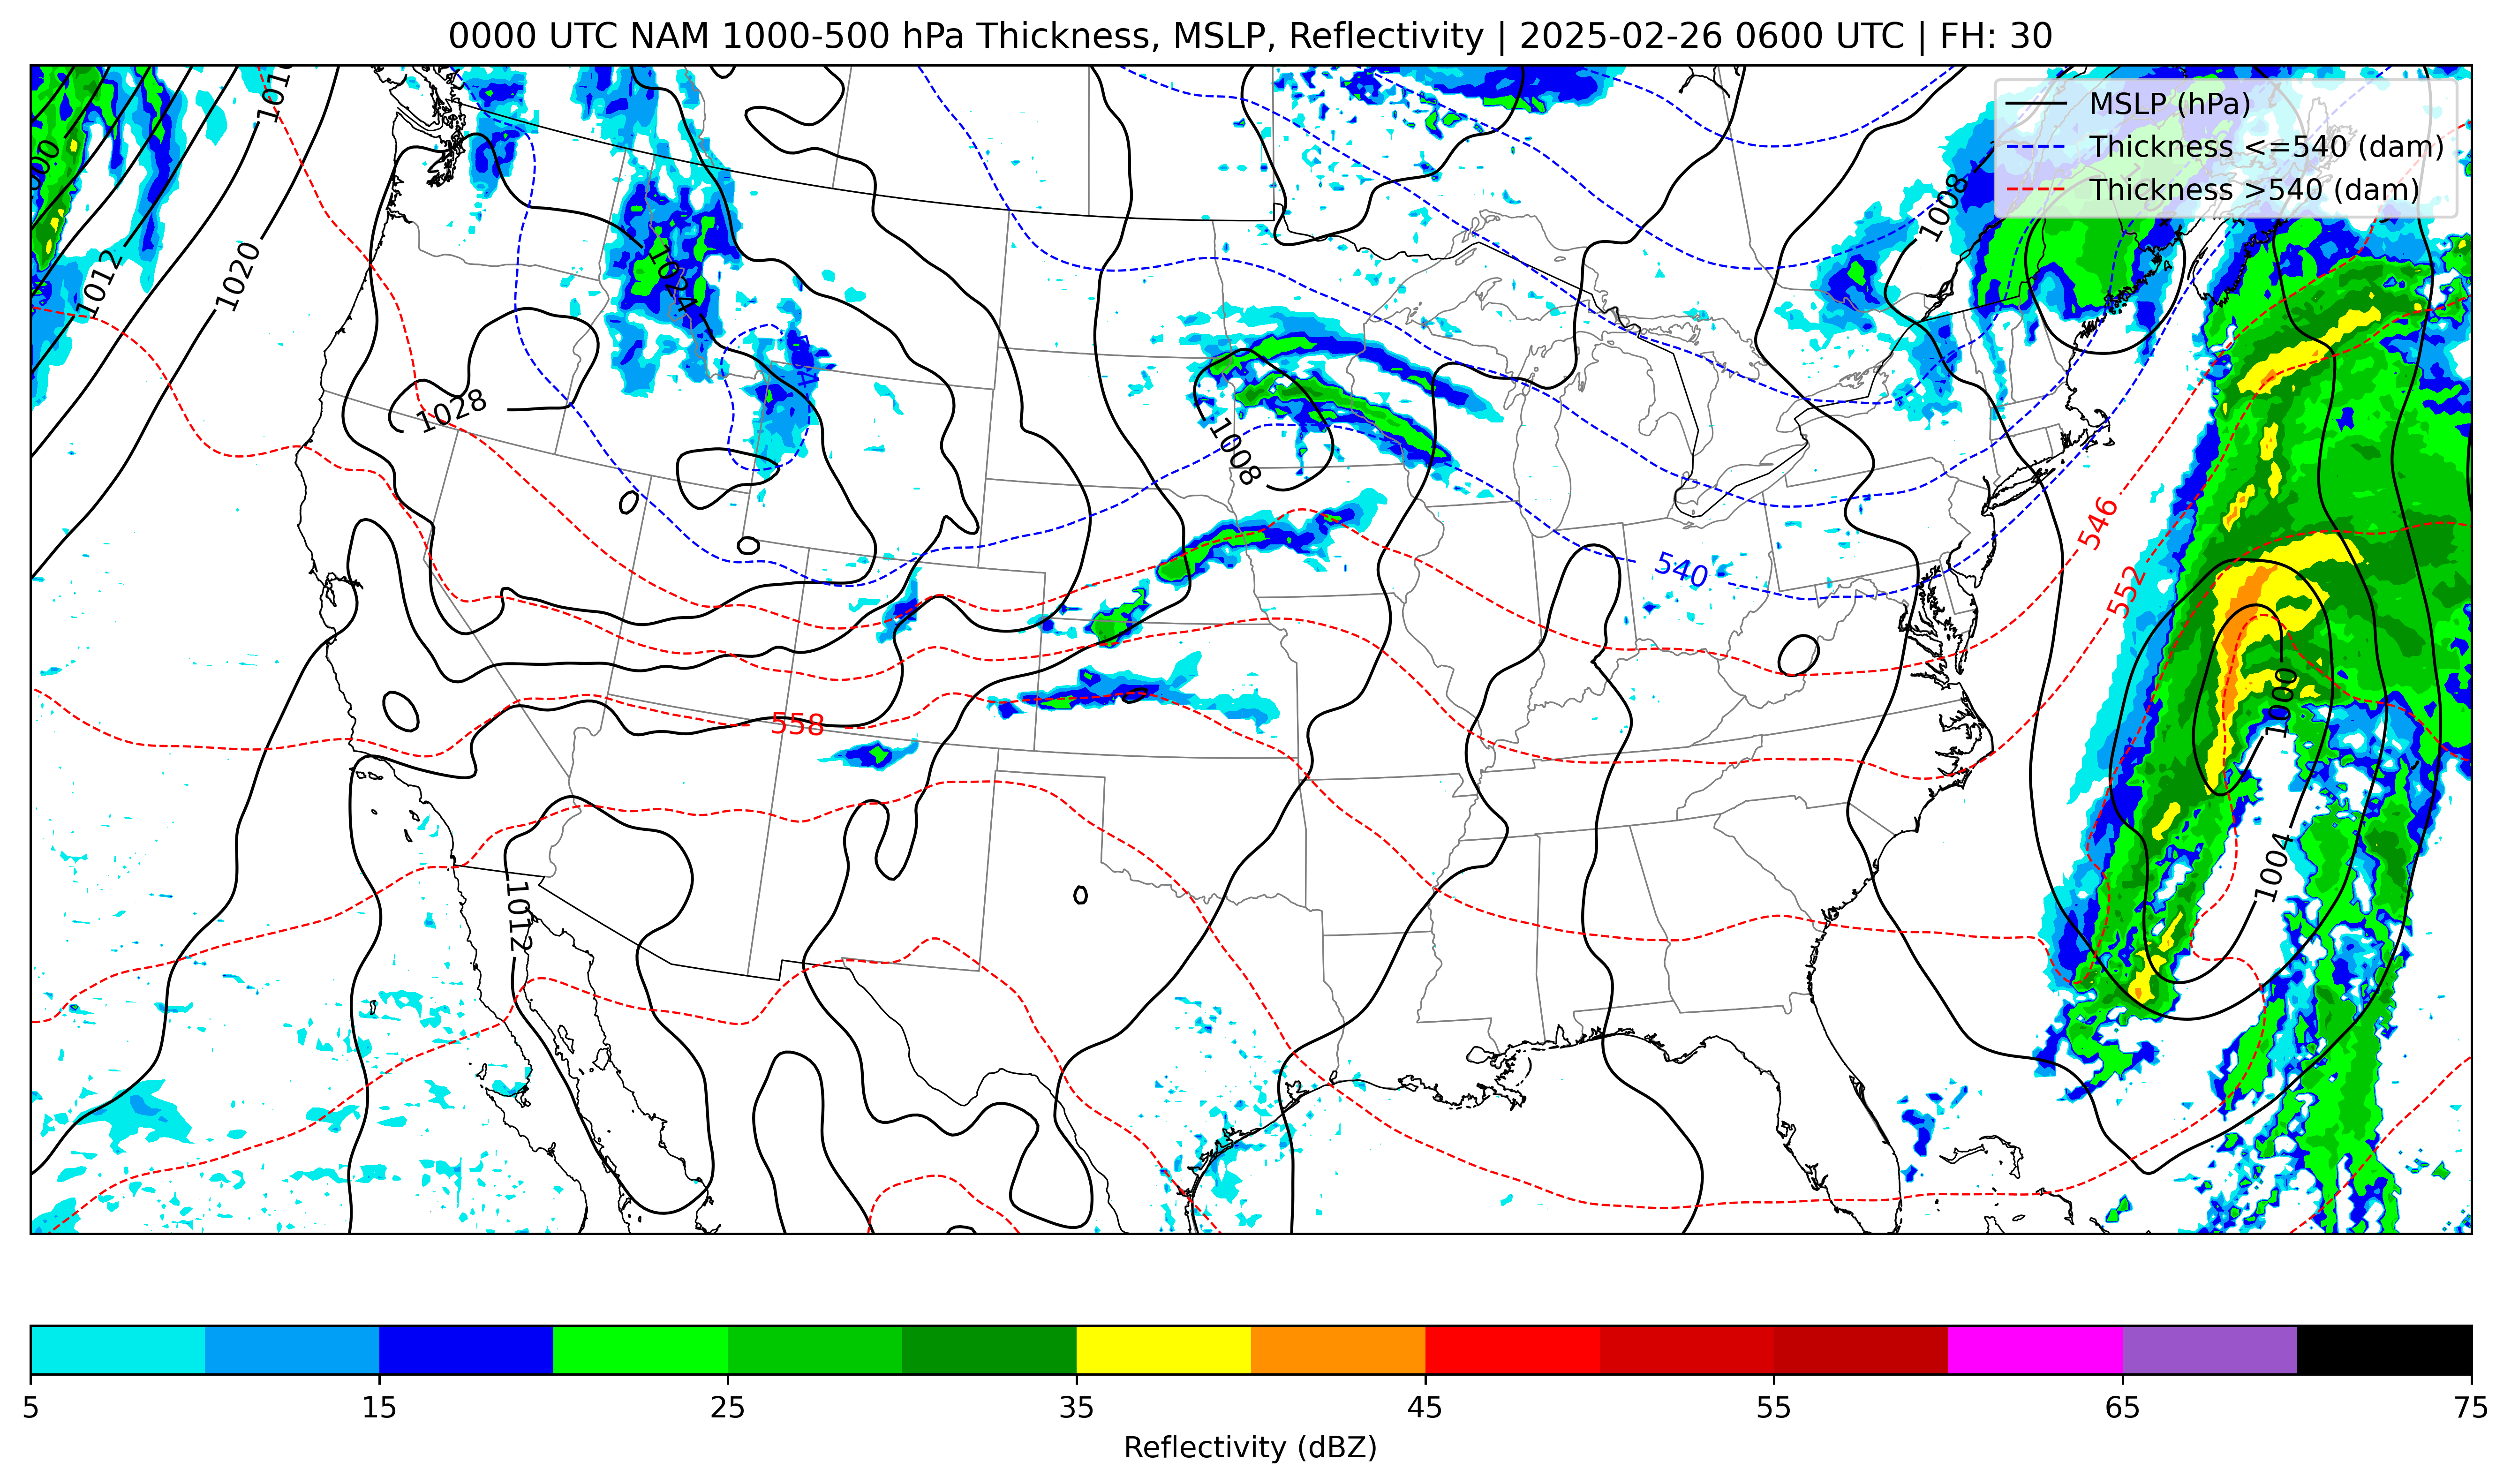 0000 UTC NAM 1000-500 hPa Thickness, MSLP, Reflectivity | 2025-02-26 0600 UTC | FH: 30
MSLP (hPa)
Thickness <=540 (dam)
Thickness >540 (dam)
1012
1020
1008
1024
1028
1008
546
540
552
1000
558
1004
1012
5 15 25 35 45 55 65 75
Reflectivity (dBZ)